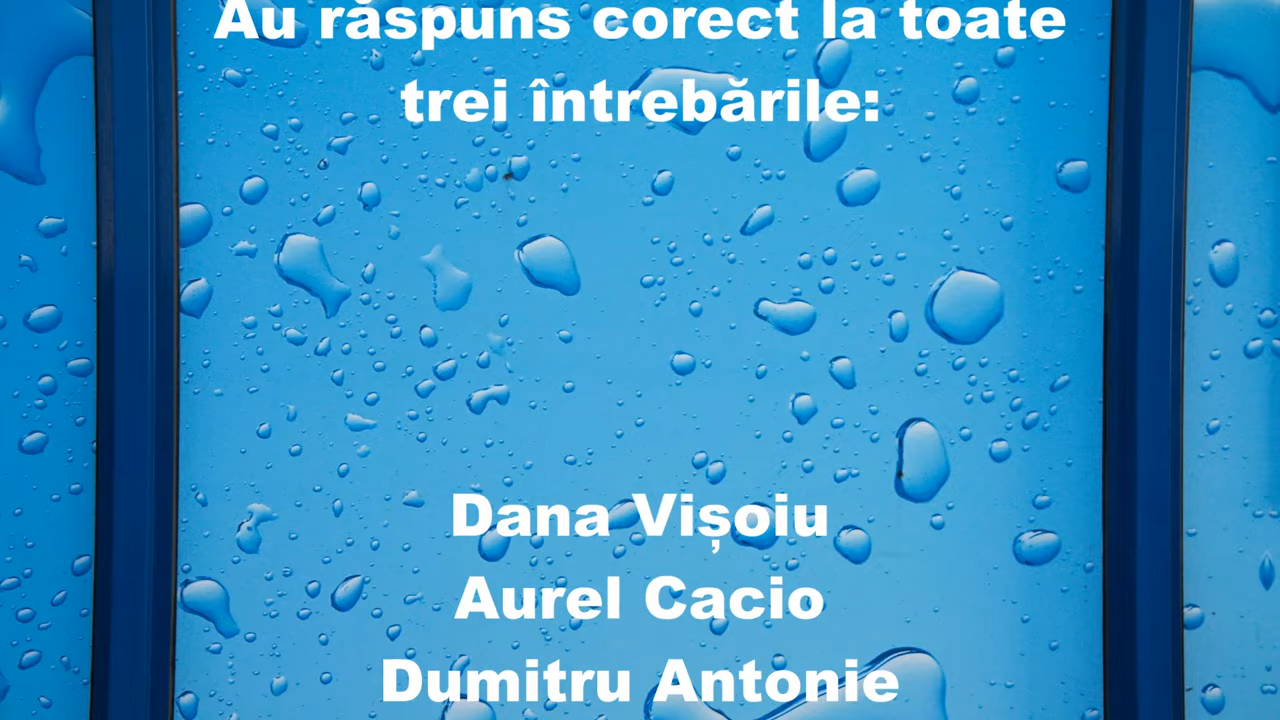 Au răspuns corect la toate
trei întrebările:
Dana Vișoiu
Aurel Cacio
Dumitru Antonie